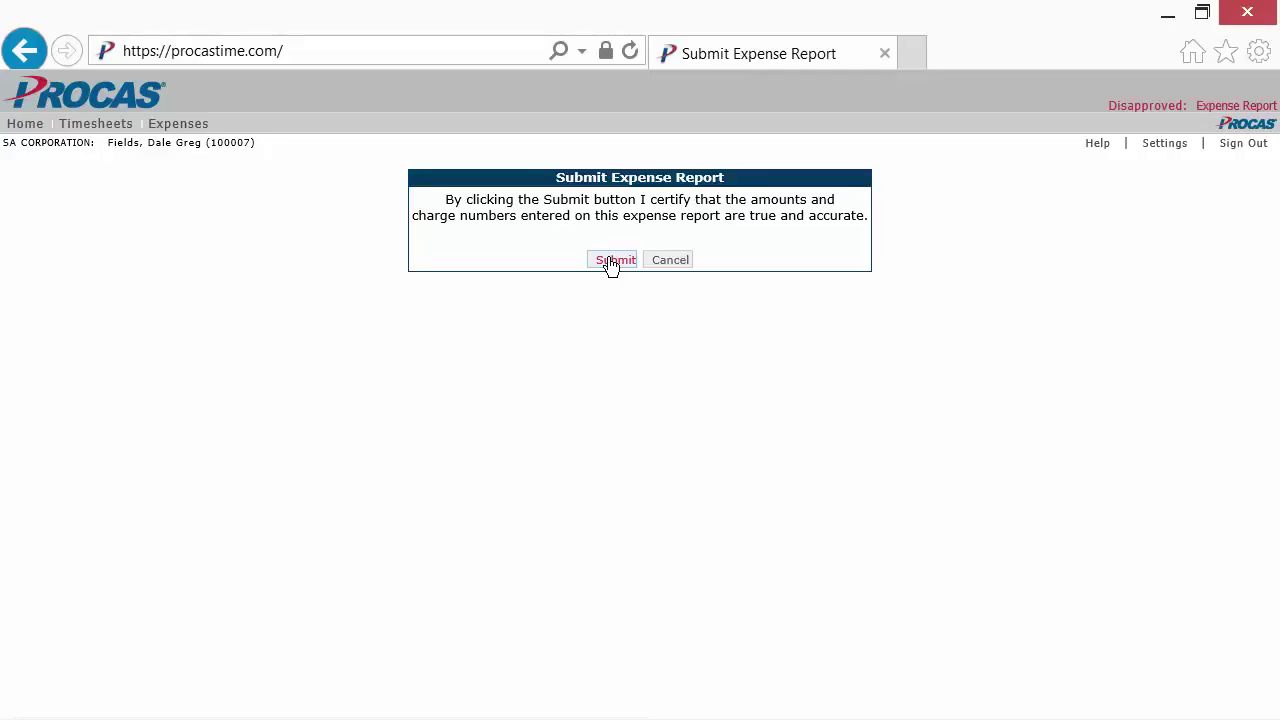 https://procastime.com/
Submit Expense Report
PROCAS
Disapproved: Expense Report
Home Timesheets Expenses
PROCAS
SA CORPORATION: Fields, Dale Greg (100007)
Help | Settings | Sign Out
Submit Expense Report
By clicking the Submit button I certify that the amounts and
charge numbers entered on this expense report are true and accurate.
Submit Cancel